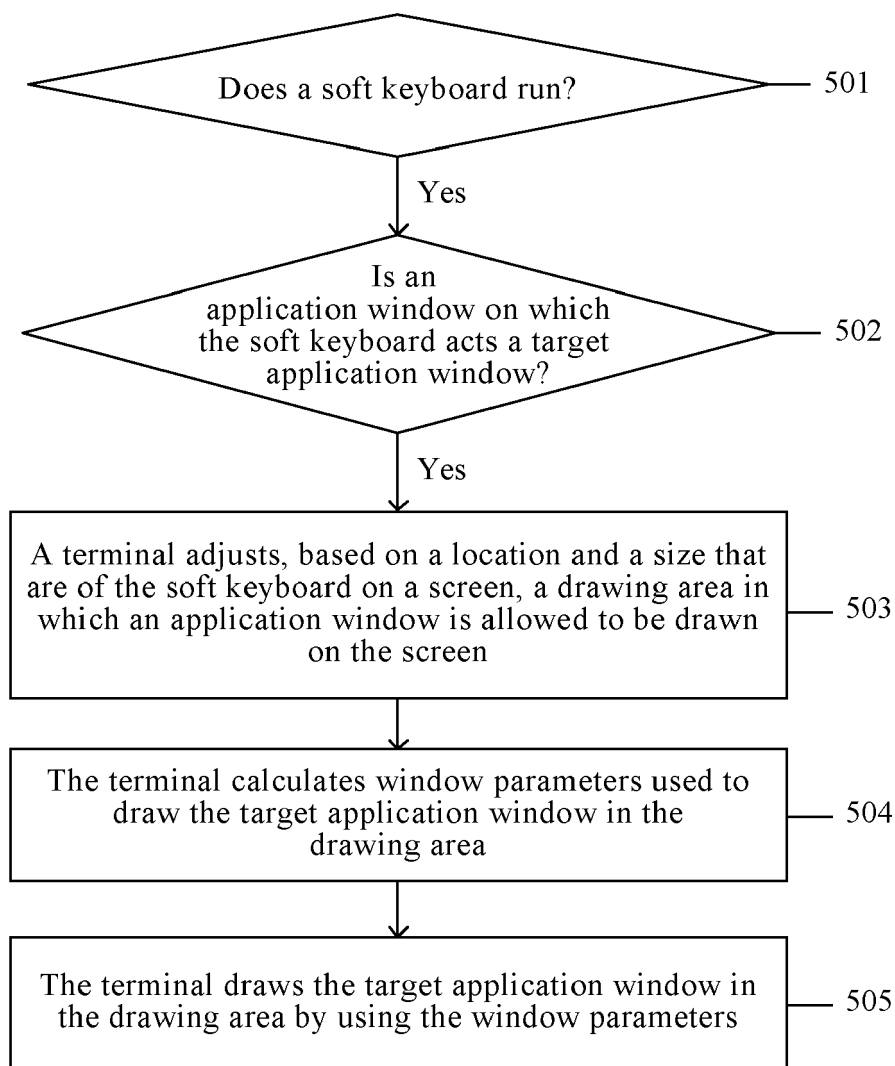 Does a soft keyboard run?
501
Yes
Is an
application window on which
the soft keyboard acts a target
application window?
502
Yes
A terminal adjusts, based on a location and a size that
are of the soft keyboard on a screen, a drawing area in
which an application window is allowed to be drawn
on the screen
503
The terminal calculates window parameters used to
draw the target application window in the
drawing area
504
The terminal draws the target application window in
the drawing area by using the window parameters
505